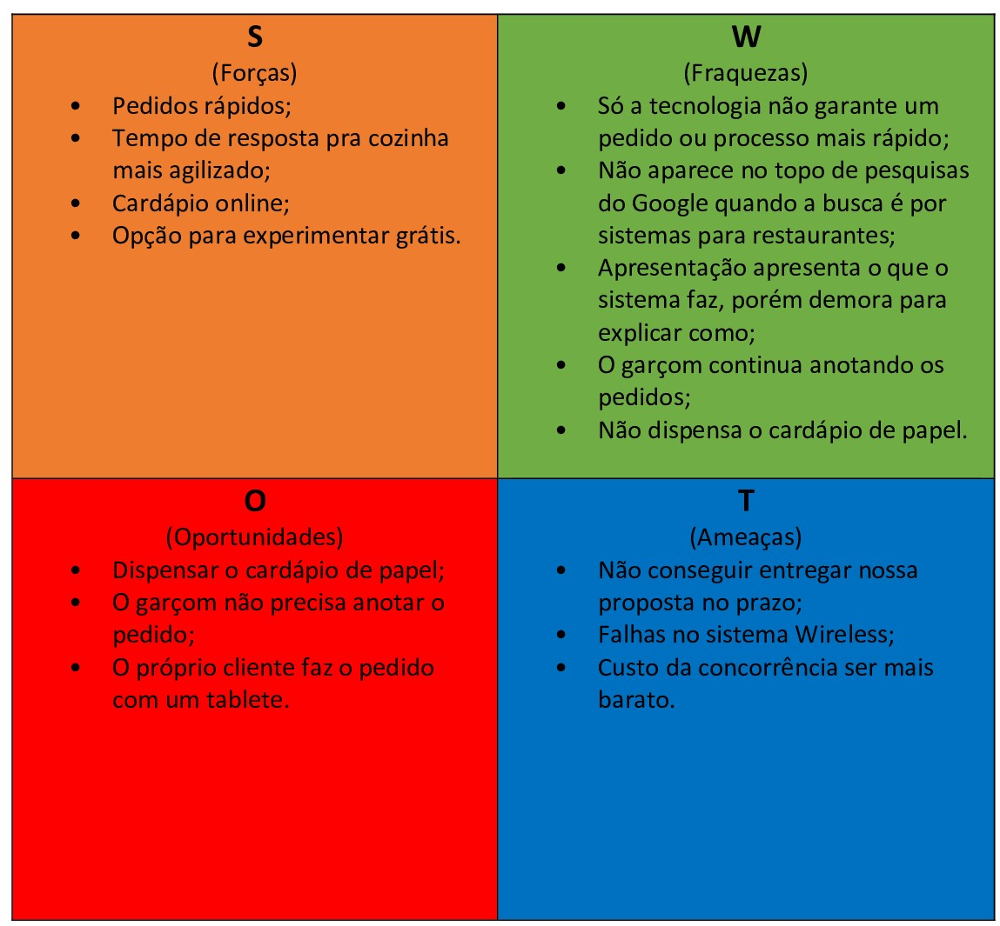 S
(Forças)
• Pedidos rápidos;
• Tempo de resposta pra cozinha
mais agilizado;
• Cardápio online;
• Opção para experimentar grátis.
W
(Fraquezas)
• Só a tecnologia não garante um
pedido ou processo mais rápido;
• Não aparece no topo de pesquisas
do Google quando a busca é por
sistemas para restaurantes;
• Apresentação apresenta o que o
sistema faz, porém demora para
explicar como;
• O garçom continua anotando os
pedidos;
• Não dispensa o cardápio de papel.
O
(Oportunidades)
• Dispensar o cardápio de papel;
• O garçom não precisa anotar o
pedido;
• O próprio cliente faz o pedido
com um tablete.
T
(Ameaças)
• Não conseguir entregar nossa
proposta no prazo;
• Falhas no sistema Wireless;
• Custo da concorrência ser mais
barato.